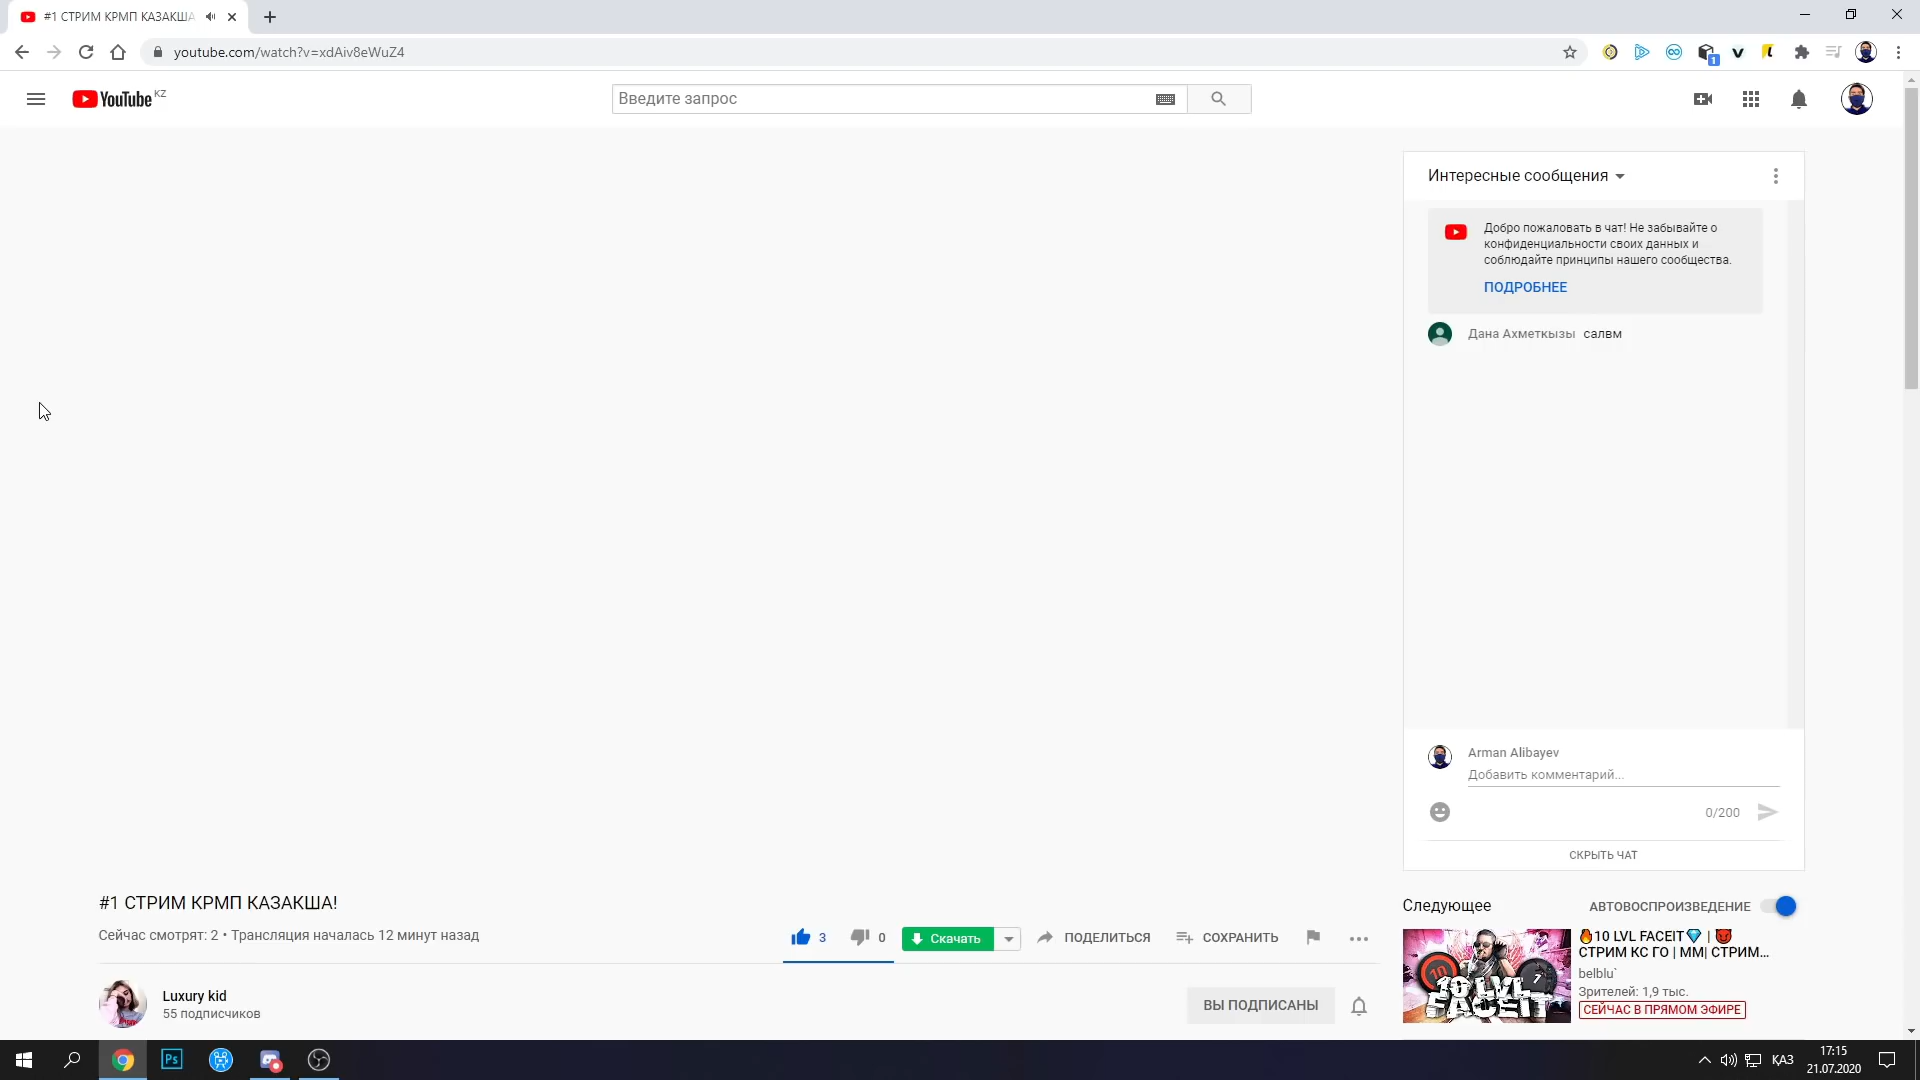 #1 СТРИМ КРМП КАЗАКША
youtube.com/watch?v=xdAiv8eWuZ4
1
YouTube KZ
Введите запрос
Интересные сообщения
Добро пожаловать в чат! Не забывайте о
конфиденциальности своих данных и
соблюдайте принципы нашего сообщества.
ПОДРОБНЕЕ
Дана Ахметкызы салвм
Arman Alibayev
Добавить комментарий...
0/200
СКРЫТЬ ЧАТ
#1 СТРИМ КРМП КАЗАКША!
Сейчас смотрят: 2 • Трансляция началась 12 минут назад
3
0
Скачать
ПОДЕЛИТЬСЯ
СОХРАНИТЬ
Luxury kid
55 подписчиков
ВЫ ПОДПИСАНЫ
Следующее
АВТОВОСПРОИЗВЕДЕНИЕ
10 LVL
FACEIT
🔥10 LVL FACEIT💎 | 😈
СТРИМ КС ГО | MM| СТРИМ...
belblu`
Зрителей: 1,9 тыс.
СЕЙЧАС В ПРЯМОМ ЭФИРЕ
Ps
ҚАЗ
17:15
21.07.2020